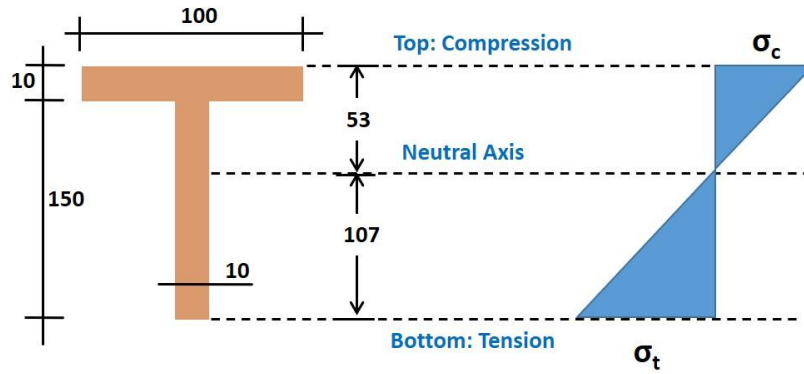 100
Top: Compression
σc
10
53
Neutral Axis
150
107
10
Bottom: Tension
σt